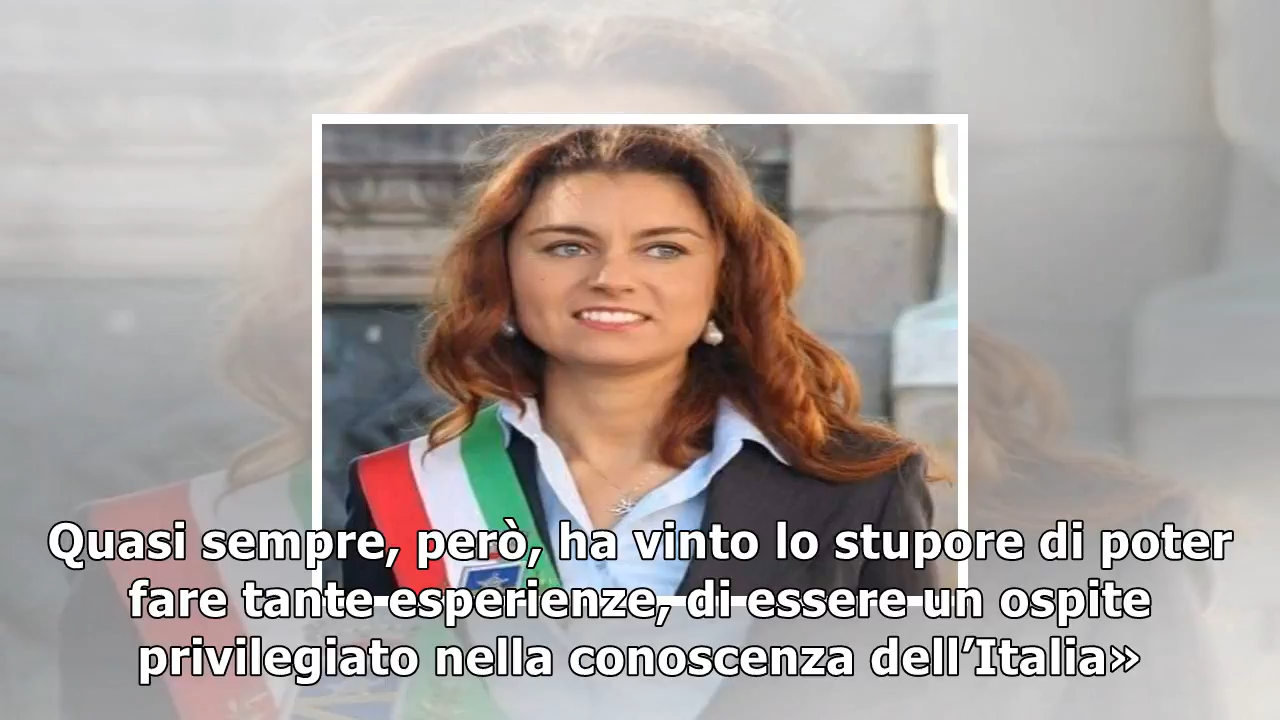 Quasi sempre, però, ha vinto lo stupore di poter
fare tante esperienze, di essere un ospite
privilegiato nella conoscenza dell’Italia»